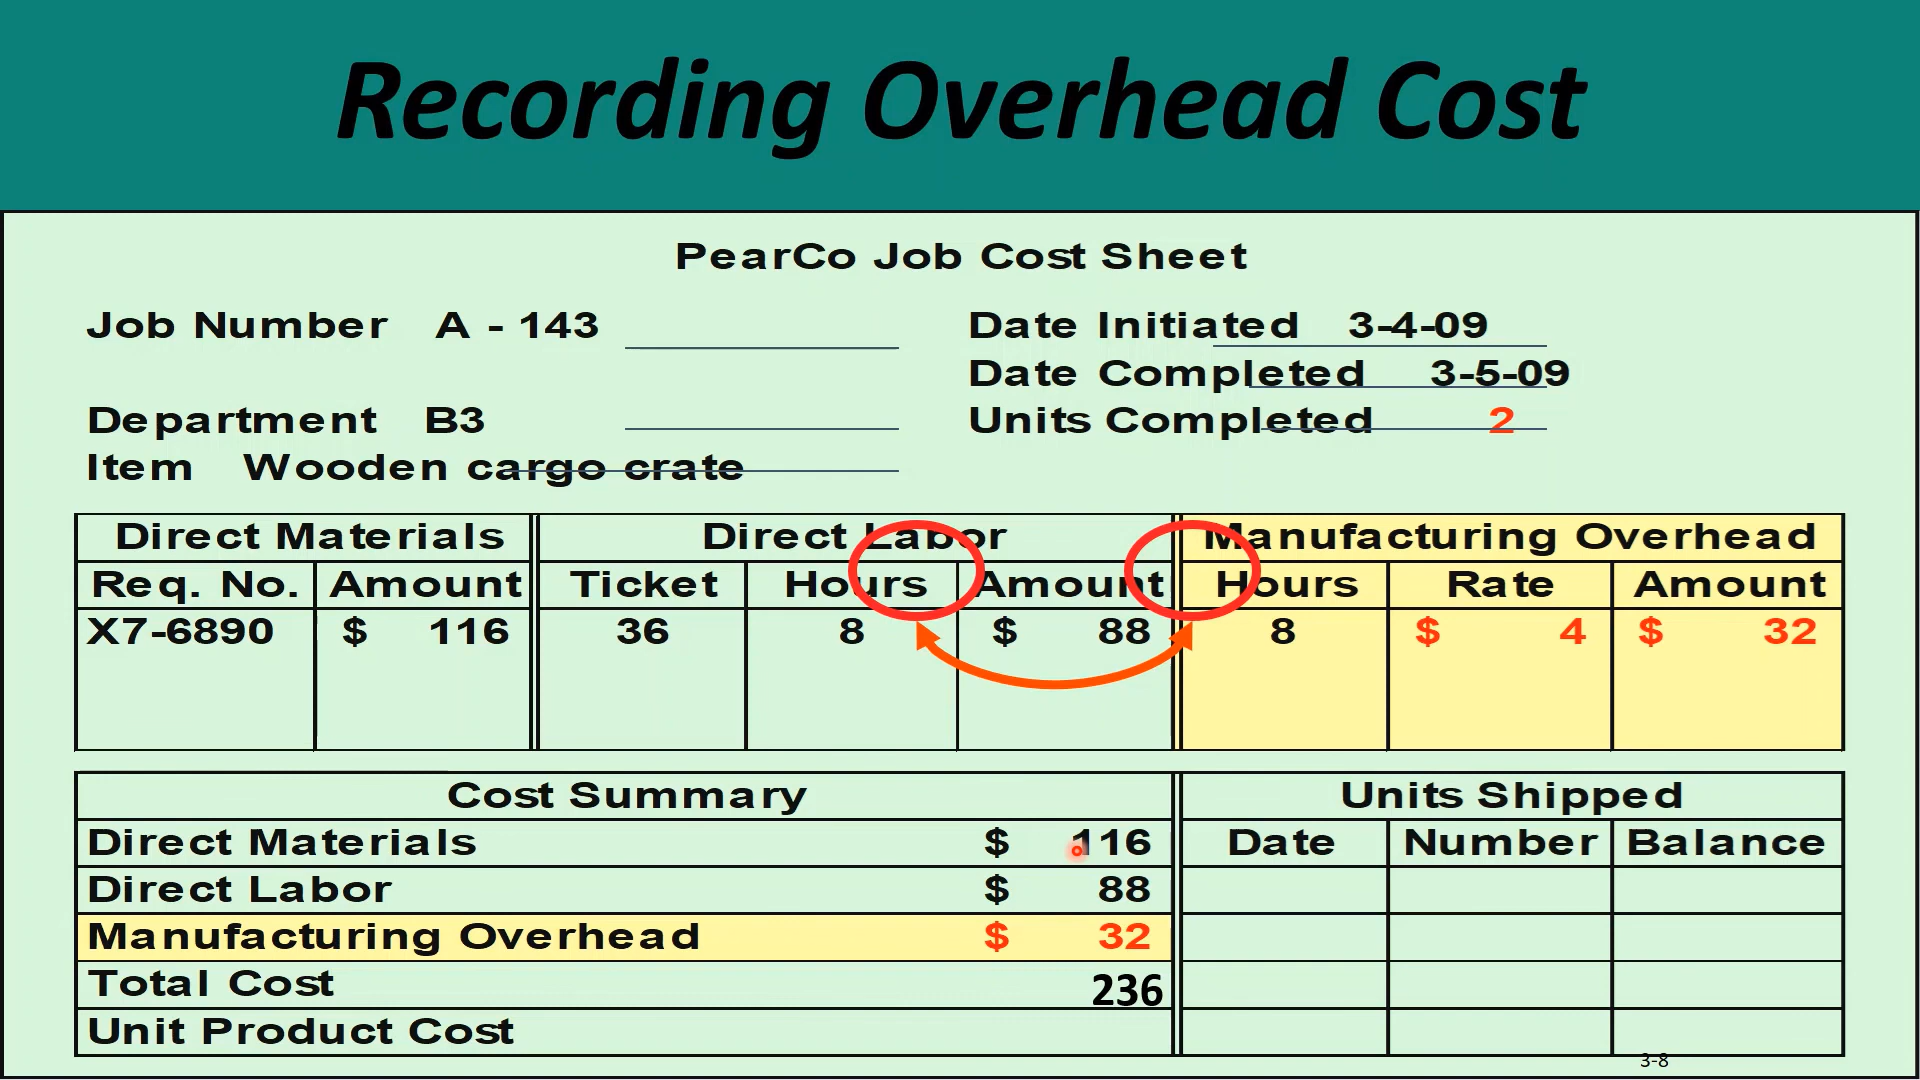 Recording Overhead Cost
PearCo Job Cost Sheet
Job Number A - 143 Date Initiated 3-4-09
Date Completed 3-5-09
Department B3 Units Completed 2
Item Wooden cargo crate
Direct Materials Direct Labor Manufacturing Overhead
Req. No. Amount Ticket Hours Amount Hours Rate Amount
X7-6890 $ 116 36 8 $ 88 8 $ 4 $ 32
Cost Summary Units Shipped
Direct Materials $ 116 Date Number Balance
Direct Labor $ 88
Manufacturing Overhead $ 32
Total Cost 236
Unit Product Cost
3-8